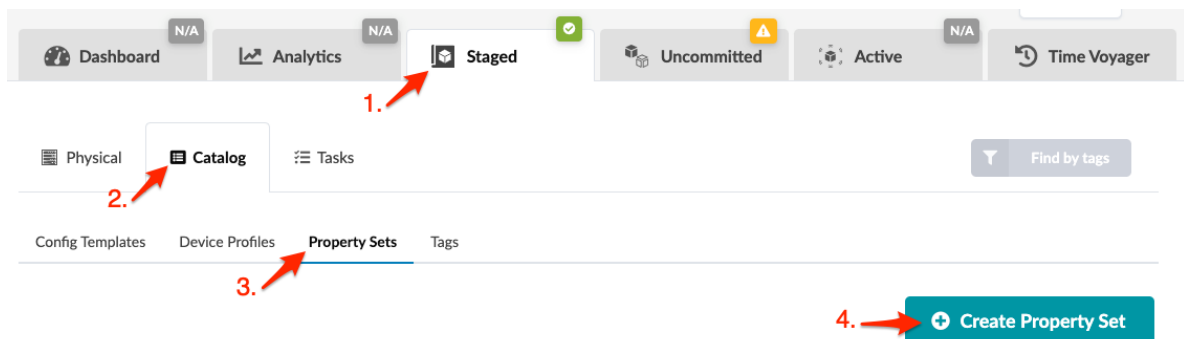 N/A N/A N/A
Dashboard Analytics Staged Uncommitted Active Time Voyager
1.
Physical Catalog Tasks Find by tags
2.
Config Templates Device Profiles Property Sets Tags
3.
4. Create Property Set